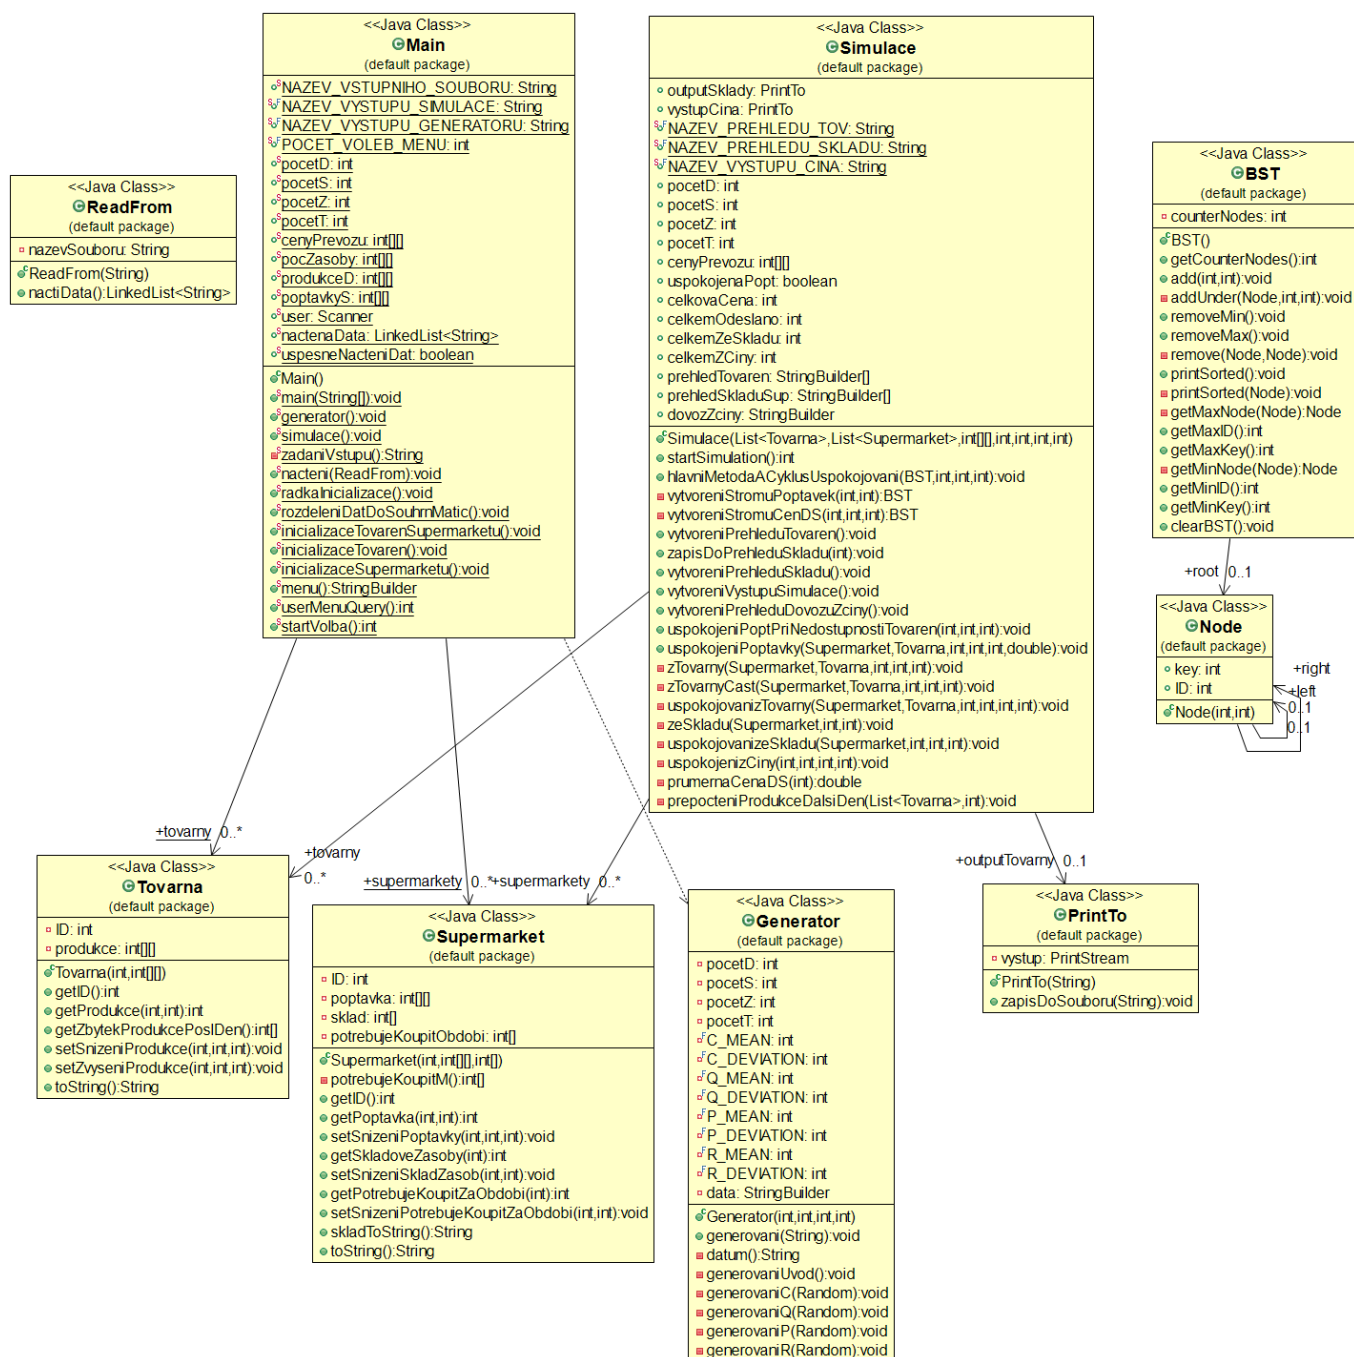 <<Java Class>>
Main
(default package)
NAZEV_VSTUPNIHO_SOUBORU: String
NAZEV_VYSTUPU_SIMULACE: String
NAZEV_VYSTUPU_GENERATORU: String
POCET_VOLEB_MENU: int
pocetD: int
pocetS: int
pocetZ: int
pocetT: int
cenyPrevozu: int[][]
pocZasoby: int[][]
produkceD: int[][]
poptavkyS: int[][]
user: Scanner
nactenaData: LinkedList<String>
uspesneNacteniDat: boolean
Main()
main(String[]):void
generator():void
simulace():void
zadaniVstupu():String
nacteni(ReadFrom):void
radkaInicializace():void
rozdeleniDatDoSouhrnMatic():void
inicializaceTovarenSupermarketu():void
inicializaceTovaren():void
inicializaceSupermarketu():void
menu():StringBuilder
userMenuQuery():int
startVolba():int
<<Java Class>>
Simulace
(default package)
outputSklady: PrintTo
vystupCina: PrintTo
NAZEV_PREHLEDU_TOV: String
NAZEV_PREHLEDU_SKLADU: String
NAZEV_VYSTUPU_CINA: String
pocetD: int
pocetS: int
pocetZ: int
pocetT: int
cenyPrevozu: int[][]
uspokojenaPopt: boolean
celkovaCena: int
celkemOdeslano: int
celkemZeSkladu: int
celkemZCiny: int
prehledTovaren: StringBuilder[]
prehledSkladuSup: StringBuilder[]
dovozZciny: StringBuilder
Simulace(List<Tovarna>,List<Supermarket>,int[][],int,int,int,int)
startSimulation():int
hlavniMetodaACyklusUspokojovani(BST,int,int,int):void
vytvoreniStromuPoptavek(int,int):BST
vytvoreniStromuCenDS(int,int,int):BST
vytvoreniPrehleduTovaren():void
zapisDoPrehleduSkladu(int):void
vytvoreniPrehleduSkladu():void
vytvoreniVystupuSimulace():void
vytvoreniPrehleduDovozuZciny():void
uspokojeniPoptPriNedostupnostiTovaren(int,int,int):void
uspokojeniPoptavky(Supermarket,Tovarna,int,int,int,double):void
zTovarny(Supermarket,Tovarna,int,int,int):void
zTovarnyCast(Supermarket,Tovarna,int,int,int):void
uspokojovanizTovarny(Supermarket,Tovarna,int,int,int,int):void
zeSkladu(Supermarket,int,int):void
uspokojovanizeSkladu(Supermarket,int,int,int):void
uspokojenizCiny(int,int,int,int):void
prumernaCenaDS(int):double
prepocteniProdukceDalsiDen(List<Tovarna>,int):void
<<Java Class>>
ReadFrom
(default package)
nazevSouboru: String
ReadFrom(String)
nactiData():LinkedList<String>
<<Java Class>>
BST
(default package)
counterNodes: int
BST()
getCounterNodes():int
add(int,int):void
addUnder(Node,int,int):void
removeMin():void
removeMax():void
remove(Node,Node):void
printSorted():void
printSorted(Node):void
getMaxNode(Node):Node
getMaxID():int
getMaxKey():int
getMinNode(Node):Node
getMinID():int
getMinKey():int
clearBST():void
+root 0..1
<<Java Class>>
Node
(default package)
key: int
ID: int
Node(int,int)
+right
+left
0..1
0..1
+tovarny 0..*
+tovarny
0..*
+supermarkety 0..*
+supermarkety 0..*
+outputTovarny 0..1
<<Java Class>>
Tovarna
(default package)
ID: int
produkce: int[][]
Tovarna(int,int[][])
getID():int
getProdukce(int,int):int
getZbytekProdukcePoslDen():int[]
setSnizeniProdukce(int,int,int):void
setZvyseniProdukce(int,int,int):void
toString():String
<<Java Class>>
Supermarket
(default package)
ID: int
poptavka: int[][]
sklad: int[]
potrebujeKoupitObdobi: int[]
Supermarket(int,int[][],int[])
potrebujeKoupitM():int[]
getID():int
getPoptavka(int,int):int
setSnizeniPoptavky(int,int,int):void
getSkladoveZasoby(int):int
setSnizeniSkladZasob(int,int):void
getPotrebujeKoupitZaObdobi(int):int
setSnizeniPotrebujeKoupitZaObdobi(int,int):void
skladToString():String
toString():String
<<Java Class>>
Generator
(default package)
pocetD: int
pocetS: int
pocetZ: int
pocetT: int
C_MEAN: int
C_DEVIATION: int
Q_MEAN: int
Q_DEVIATION: int
P_MEAN: int
P_DEVIATION: int
R_MEAN: int
R_DEVIATION: int
data: StringBuilder
Generator(int,int,int,int)
generovani(String):void
datum():String
generovaniUvod():void
generovaniC(Random):void
generovaniQ(Random):void
generovaniP(Random):void
generovaniR(Random):void
<<Java Class>>
PrintTo
(default package)
vystup: PrintStream
PrintTo(String)
zapisDoSouboru(String):void